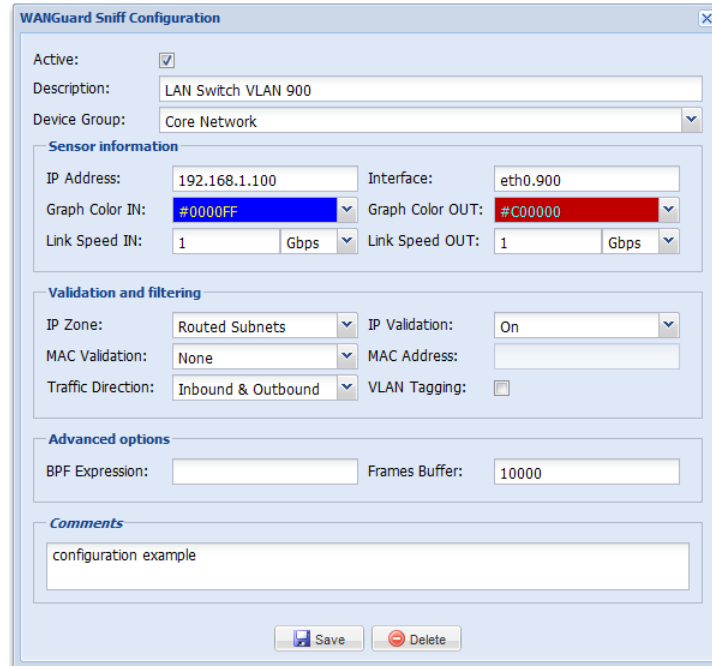 WANGuard Sniff Configuration
Active:
Description: LAN Switch VLAN 900
Device Group: Core Network
Sensor information
IP Address: 192.168.1.100 Interface: eth0.900
Graph Color IN: #0000FF Graph Color OUT: #C00000
Link Speed IN: 1 Gbps Link Speed OUT: 1 Gbps
Validation and filtering
IP Zone: Routed Subnets IP Validation: On
MAC Validation: None MAC Address:
Traffic Direction: Inbound & Outbound VLAN Tagging:
Advanced options
BPF Expression: Frames Buffer: 10000
Comments
configuration example
Save Delete